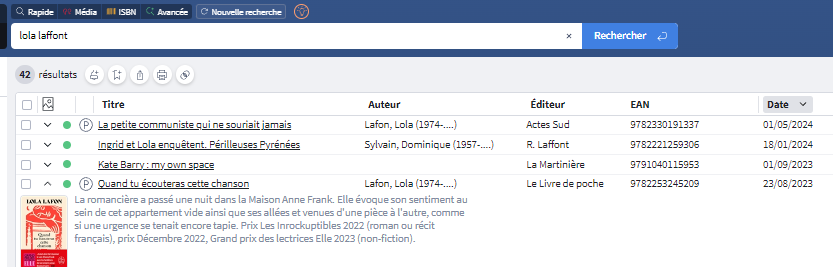 Rapide Média ISBN Avancée Nouvelle recherche
lola laffont × Rechercher
42 résultats
Titre Auteur Éditeur EAN Date
P La petite communiste qui ne souriait jamais Lafon, Lola (1974-....) Actes Sud 9782330191337 01/05/2024
Ingrid et Lola enquêtent. Périlleuses Pyrénées Sylvain, Dominique (1957-....) R. Laffont 9782221259306 18/01/2024
Kate Barry : my own space La Martinière 9791040115953 01/09/2023
P Quand tu écouteras cette chanson Lafon, Lola (1974-....) Le Livre de poche 9782253245209 23/08/2023
LOLA LAFON
Quand tu
écouteras
cette
chanson
La romancière a passé une nuit dans la Maison Anne Frank. Elle évoque son sentiment au
sein de cet appartement vide ainsi que ses allées et venues d'une pièce à l'autre, comme
si une urgence se tenait encore tapie. Prix Les Inrockuptibles 2022 (roman ou récit
français), prix Décembre 2022, Grand prix des lectrices Elle 2023 (non-fiction).